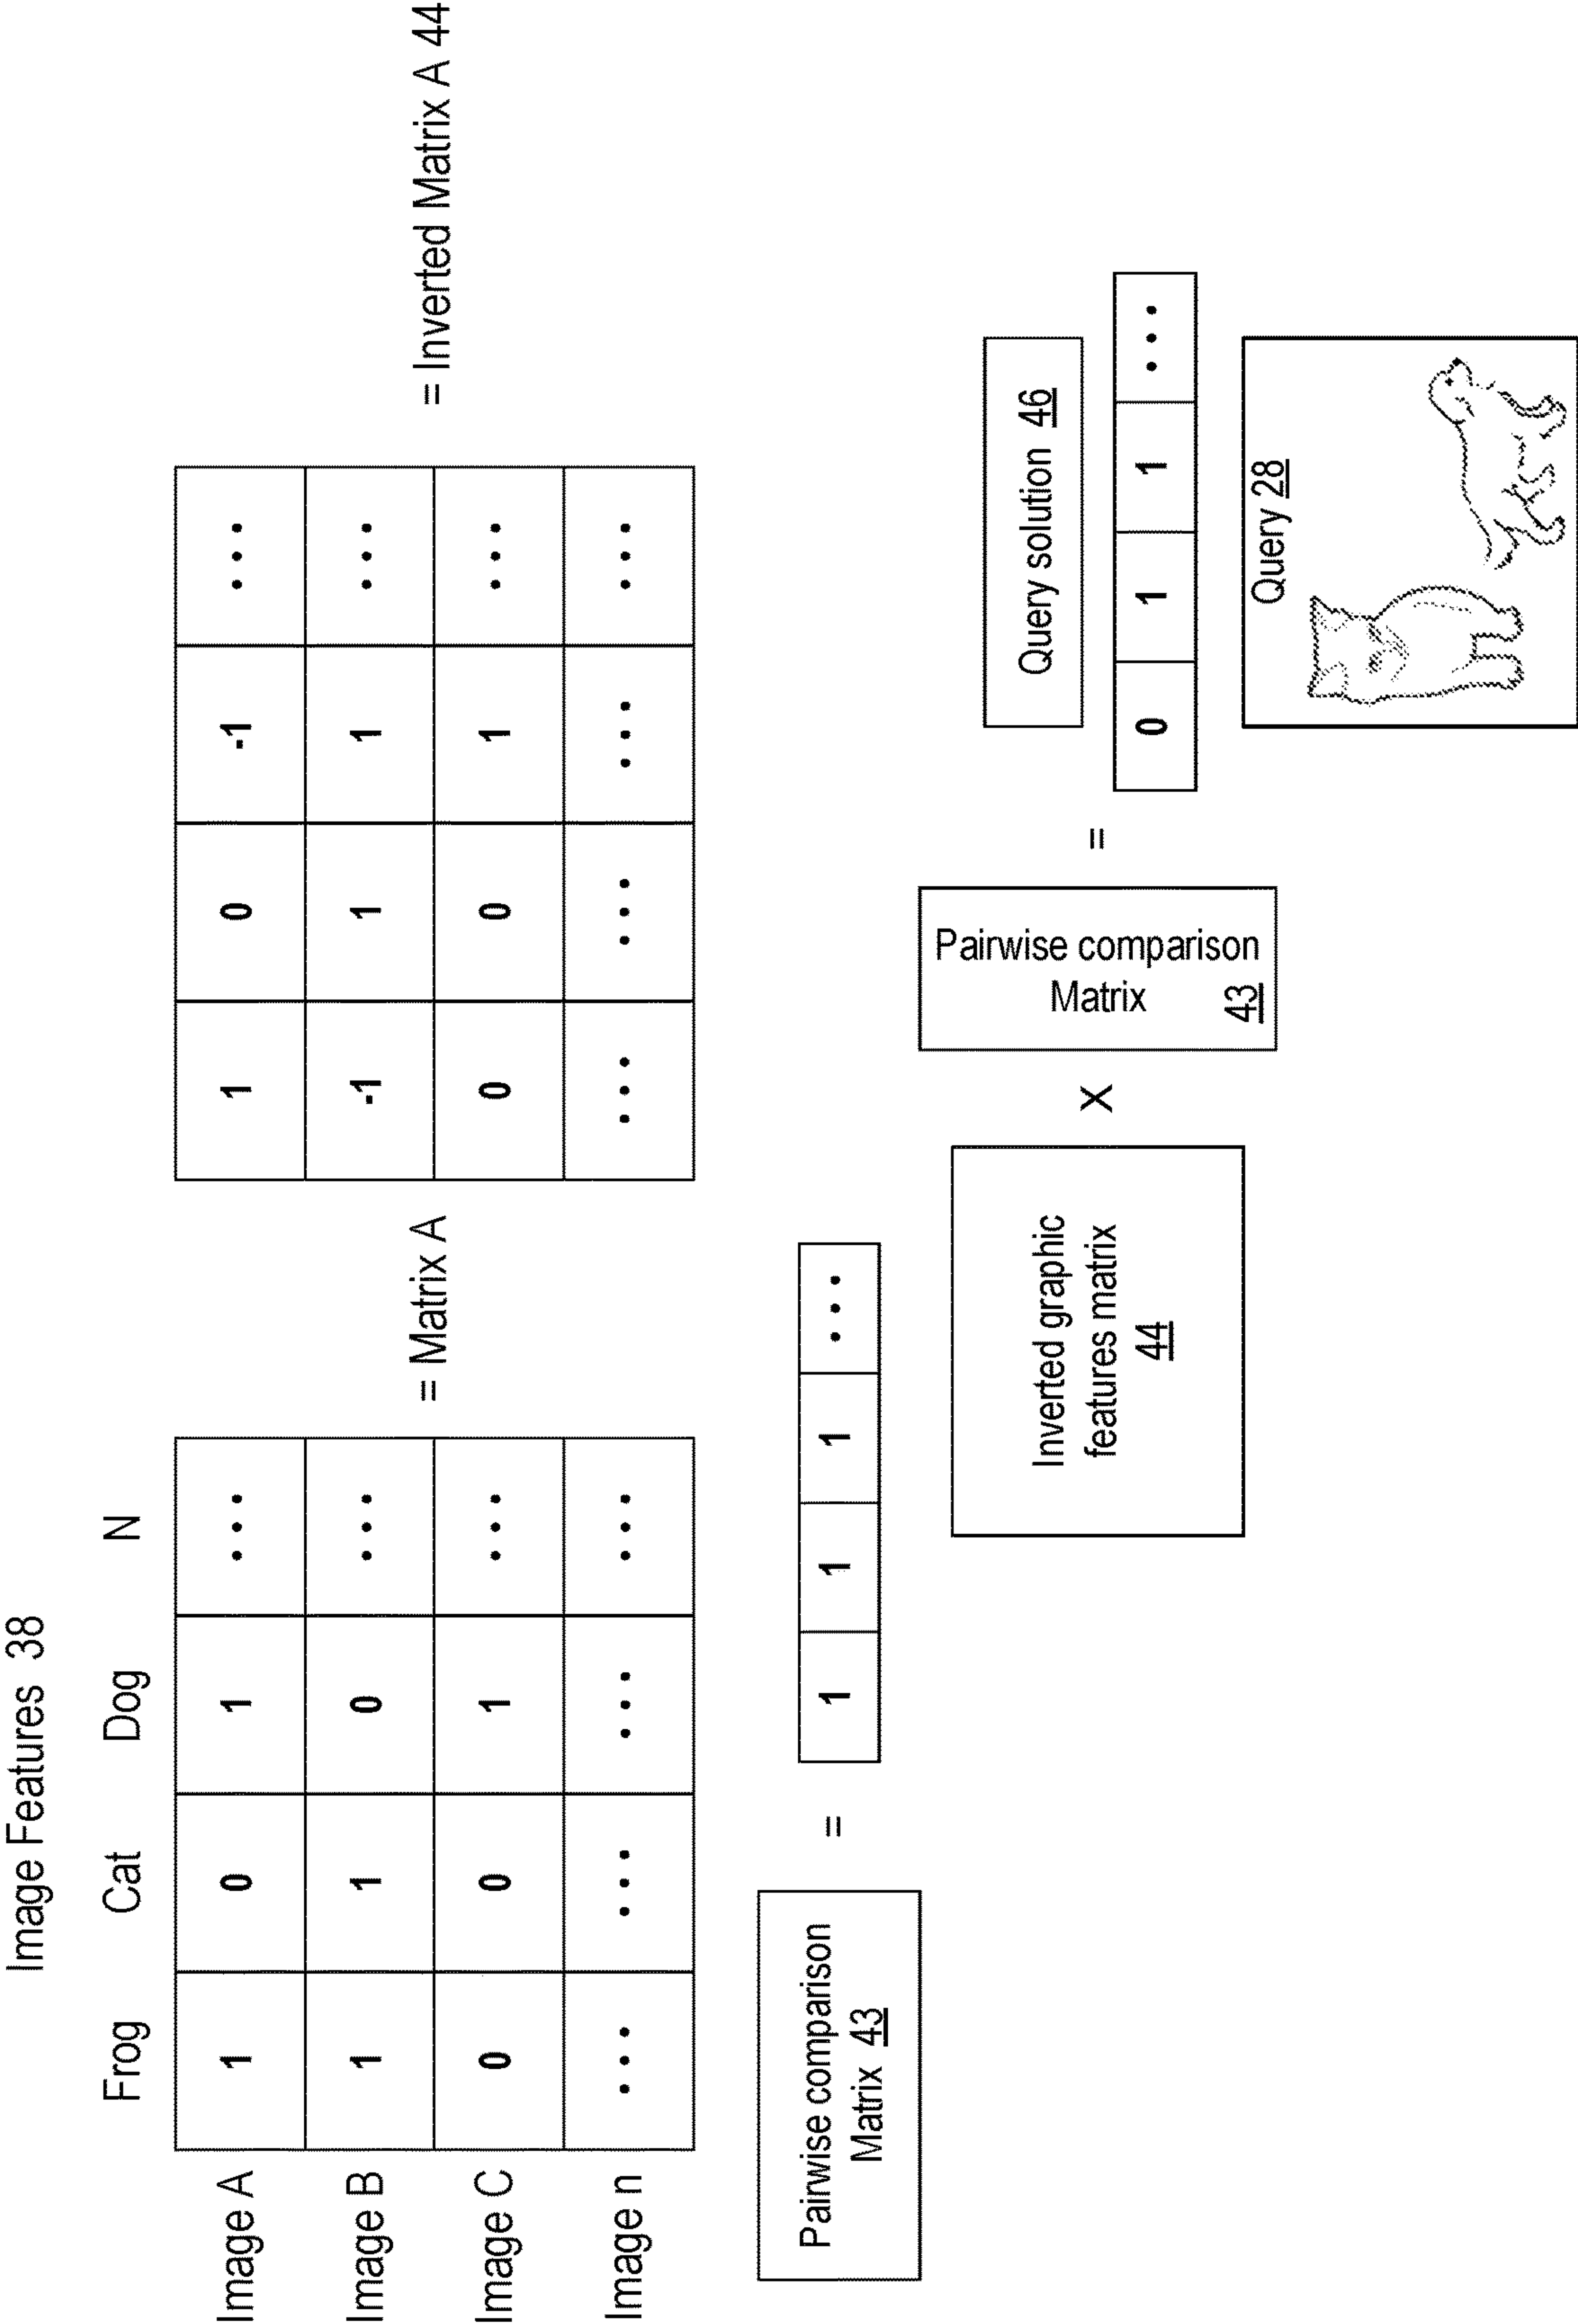 Image Features 38
Frog Cat Dog N
Image A 1 0 1 ...
Image B 1 1 0 ...
Image C 0 0 1 ...
Image n ... ... ... ...
= Matrix A
1 0 -1 ...
-1 1 1 ...
0 0 1 ...
... ... ... ...
= Inverted Matrix A 44
Pairwise comparison
Matrix 43
=
1 1 1 ...
Inverted graphic
features matrix
44
X
Pairwise comparison
Matrix
43
=
Query solution 46
0 1 1 ...
Query 28